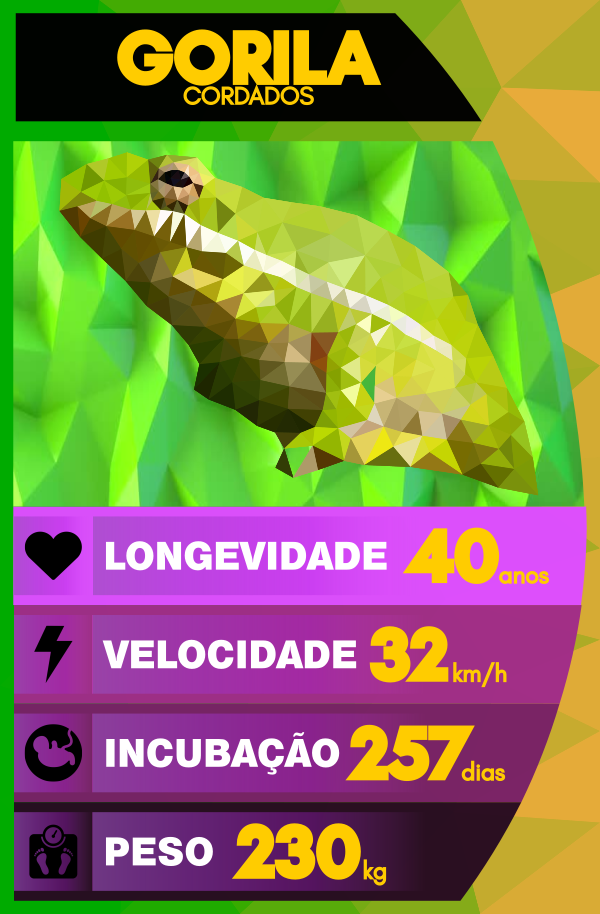 GORILA
CORDADOS
LONGEVIDADE 40 anos
VELOCIDADE 32 km/h
INCUBAÇÃO 257 dias
PESO 230 kg